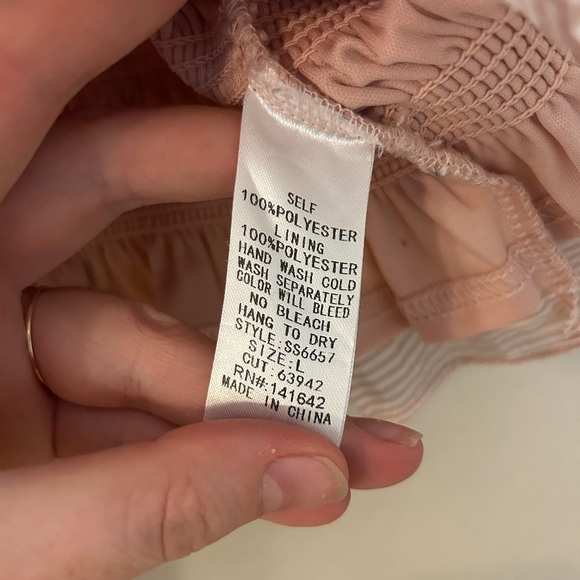 SELF
100%POLYESTER
LINING
100%POLYESTER
HAND WASH COLD
WASH SEPARATELY
COLOR WILL BLEED
NO BLEACH
HANG TO DRY
STYLE:SS6657
SIZE:L
CUT:63942
RN#:141642
MADE IN CHINA